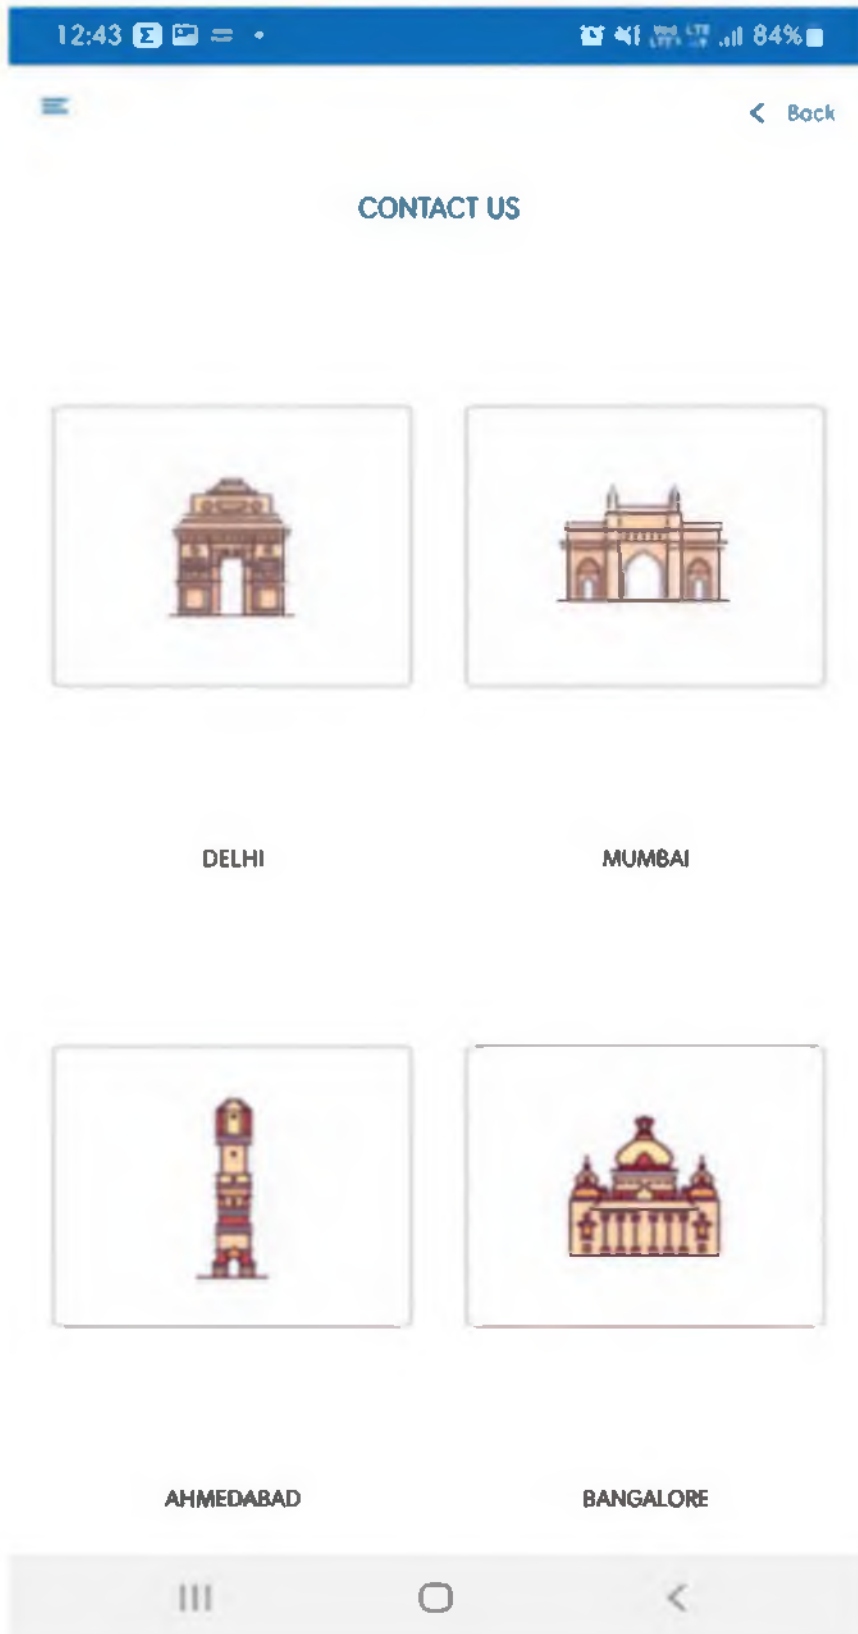 12:43
84%
Back
CONTACT US
DELHI
MUMBAI
AHMEDABAD
BANGALORE